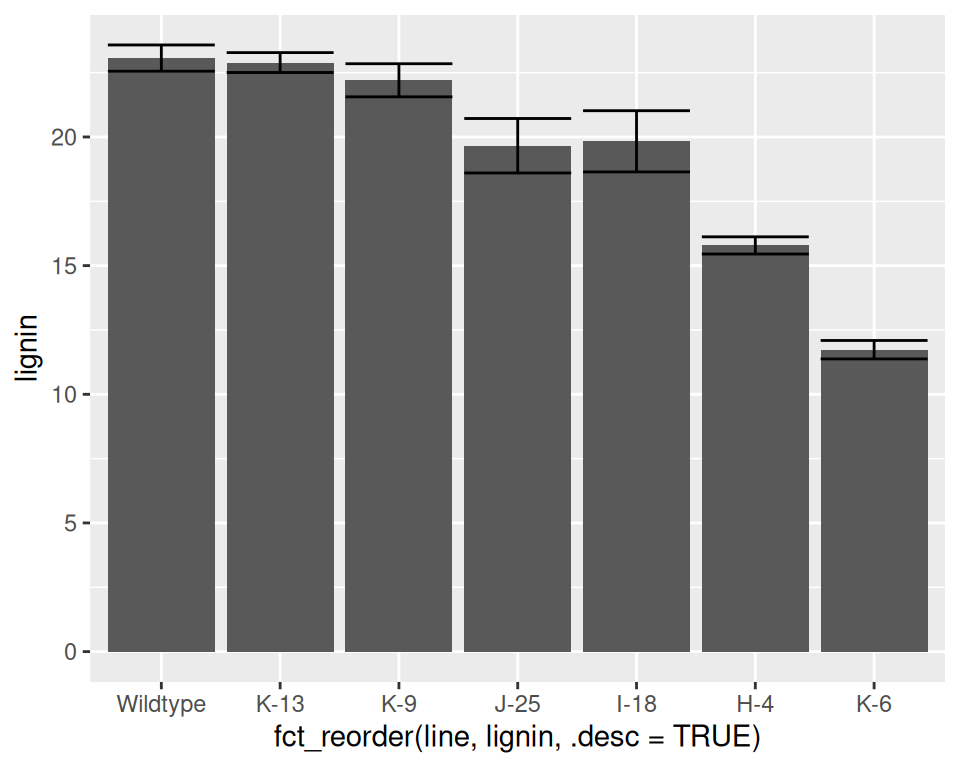 lignin
20
15
10
5
0
Wildtype K-13 K-9 J-25 I-18 H-4 K-6
fct_reorder(line, lignin, .desc = TRUE)